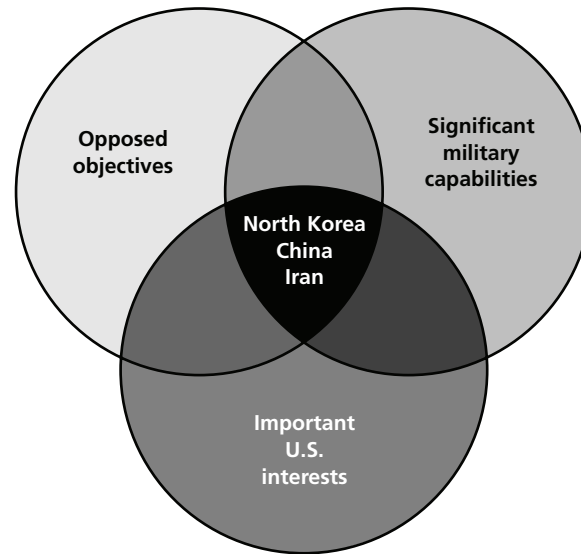 Opposed
objectives
Significant
military
capabilities
North Korea
China
Iran
Important
U.S.
interests